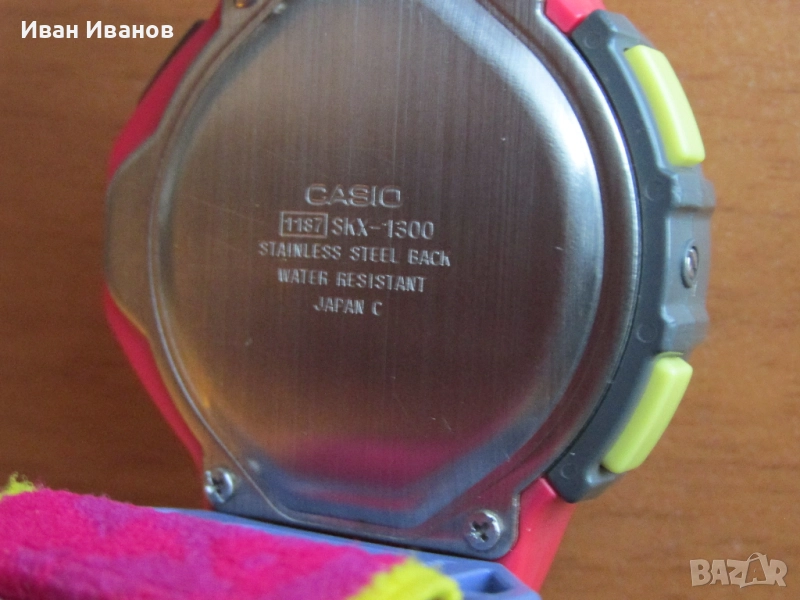 Иван Иванов
CASIO
1187 SKX-1300
STAINLESS STEEL BACK
WATER RESISTANT
JAPAN C
BAZAR